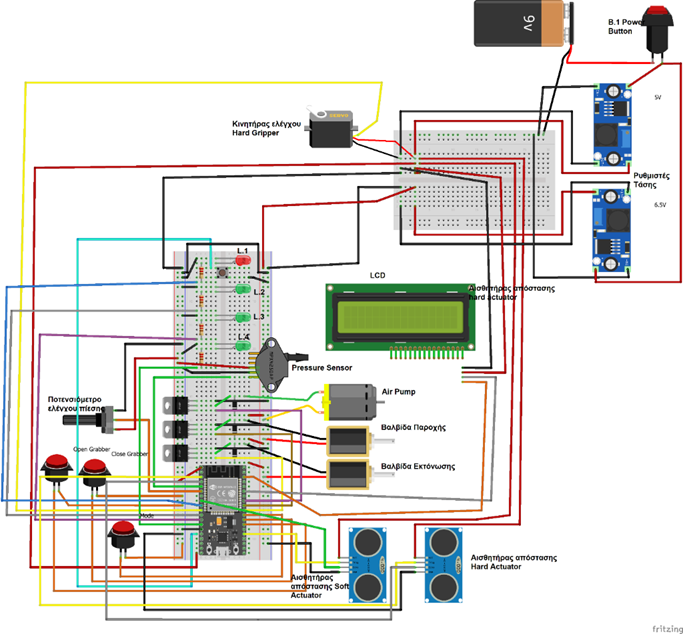 9v
B.1 Power
Button
5V
Κινητήρας ελέγχου
Hard Gripper
Ρυθμιστές
Τάσης
6.5V
L.1
LCD
Αισθητήρας απόστασης
hard actuator
L.2
L.3
L.4
Pressure Sensor
Air Pump
Ποτενσιόμετρο
ελέγχου πίεσης
Βαλβίδα Παροχής
Open Grabber
Close Grabber
Βαλβίδα Εκτόνωσης
Mode
Αισθητήρας
απόστασης Soft
Actuator
Αισθητήρας απόστασης
Hard Actuator
fritzing